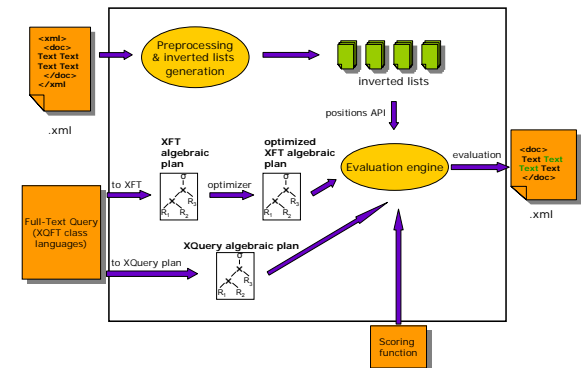 <xml>
<doc>
Text Text
Text Text
</doc>
</xml
.xml
Preprocessing
& inverted lists
generation
inverted lists
positions API
XFT
algebraic
plan
optimized
XFT algebraic
plan
Evaluation engine
evaluation
<doc>
Text Text
Text Text
</doc>
.xml
Full-Text Query
(XQFT class
languages)
to XFT
σ
R3
R1 R2
optimizer
σ
R3
R1 R2
XQuery algebraic plan
to XQuery plan
σ
R3
R1 R2
Scoring
function